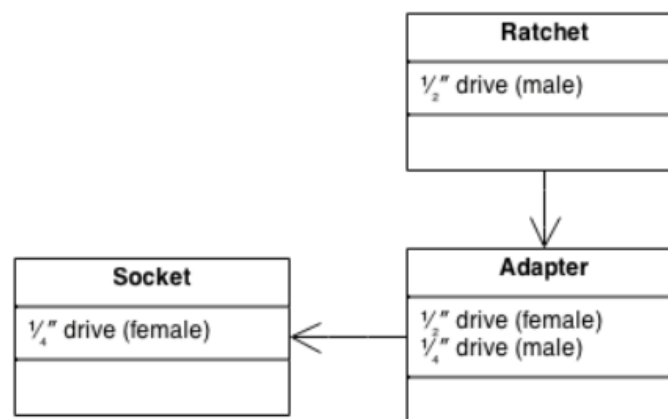 Ratchet
½″ drive (male)
Adapter
½″ drive (female)
¼″ drive (male)
Socket
¼″ drive (female)